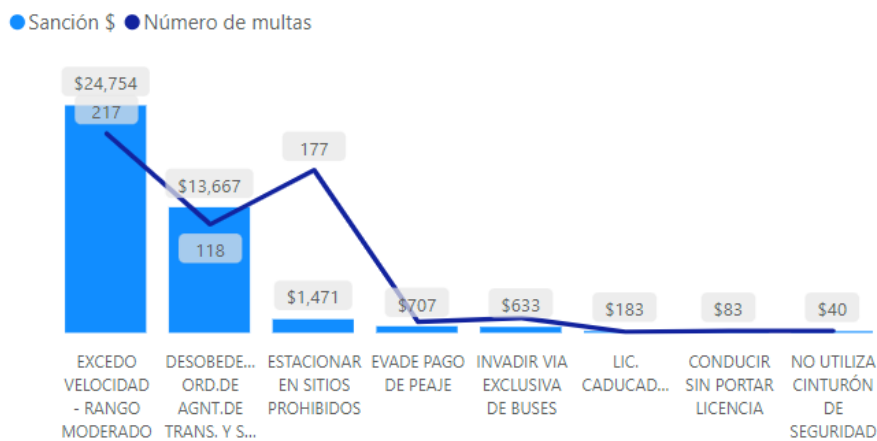 Sanción $ Número de multas
$24,754
217
$13,667
118
$1,471
177
$707
$633
$183
$83
$40
EXCEDO
VELOCIDAD
- RANGO
MODERADO
DESOBEDE...
ORD.DE
AGNT.DE
TRANS. Y S...
ESTACIONAR
EN SITIOS
PROHIBIDOS
EVADE PAGO
DE PEAJE
INVADIR VIA
EXCLUSIVA
DE BUSES
LIC.
CADUCAD...
CONDUCIR
SIN PORTAR
LICENCIA
NO UTILIZA
CINTURÓN
DE
SEGURIDAD